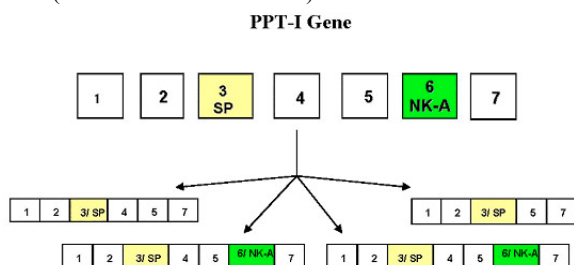 PPT-I Gene
1 2 3 4 5 6 7
SP NK-A
1 2 3/ SP 4 5 7
1 2 3/ SP 5 7
1 2 3/ SP 4 5 6/ NK-A 7
1 2 3/ SP 4 5 6/ NK-A 7